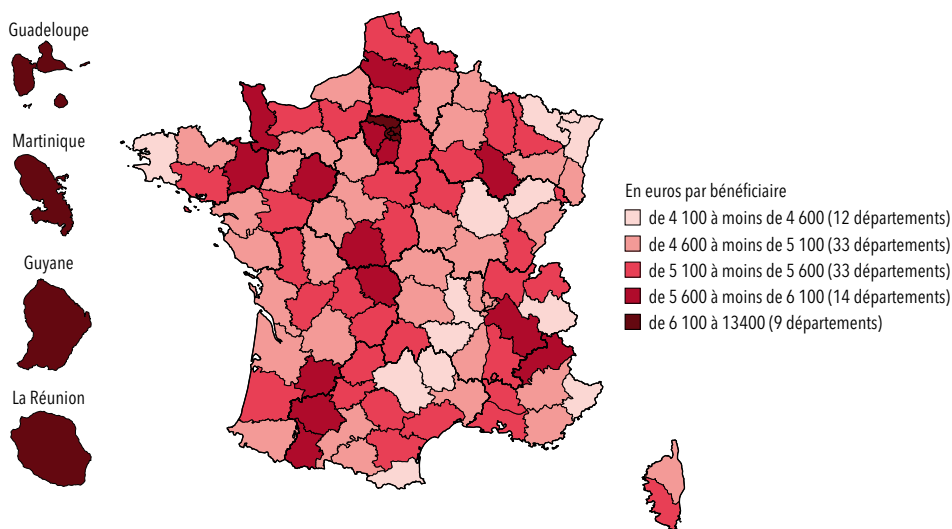 Guadeloupe
Martinique
Guyane
La Réunion
En euros par bénéficiaire
de 4 100 à moins de 4 600 (12 départements)
de 4 600 à moins de 5 100 (33 départements)
de 5 100 à moins de 5 600 (33 départements)
de 5 600 à moins de 6 100 (14 départements)
de 6 100 à 13400 (9 départements)